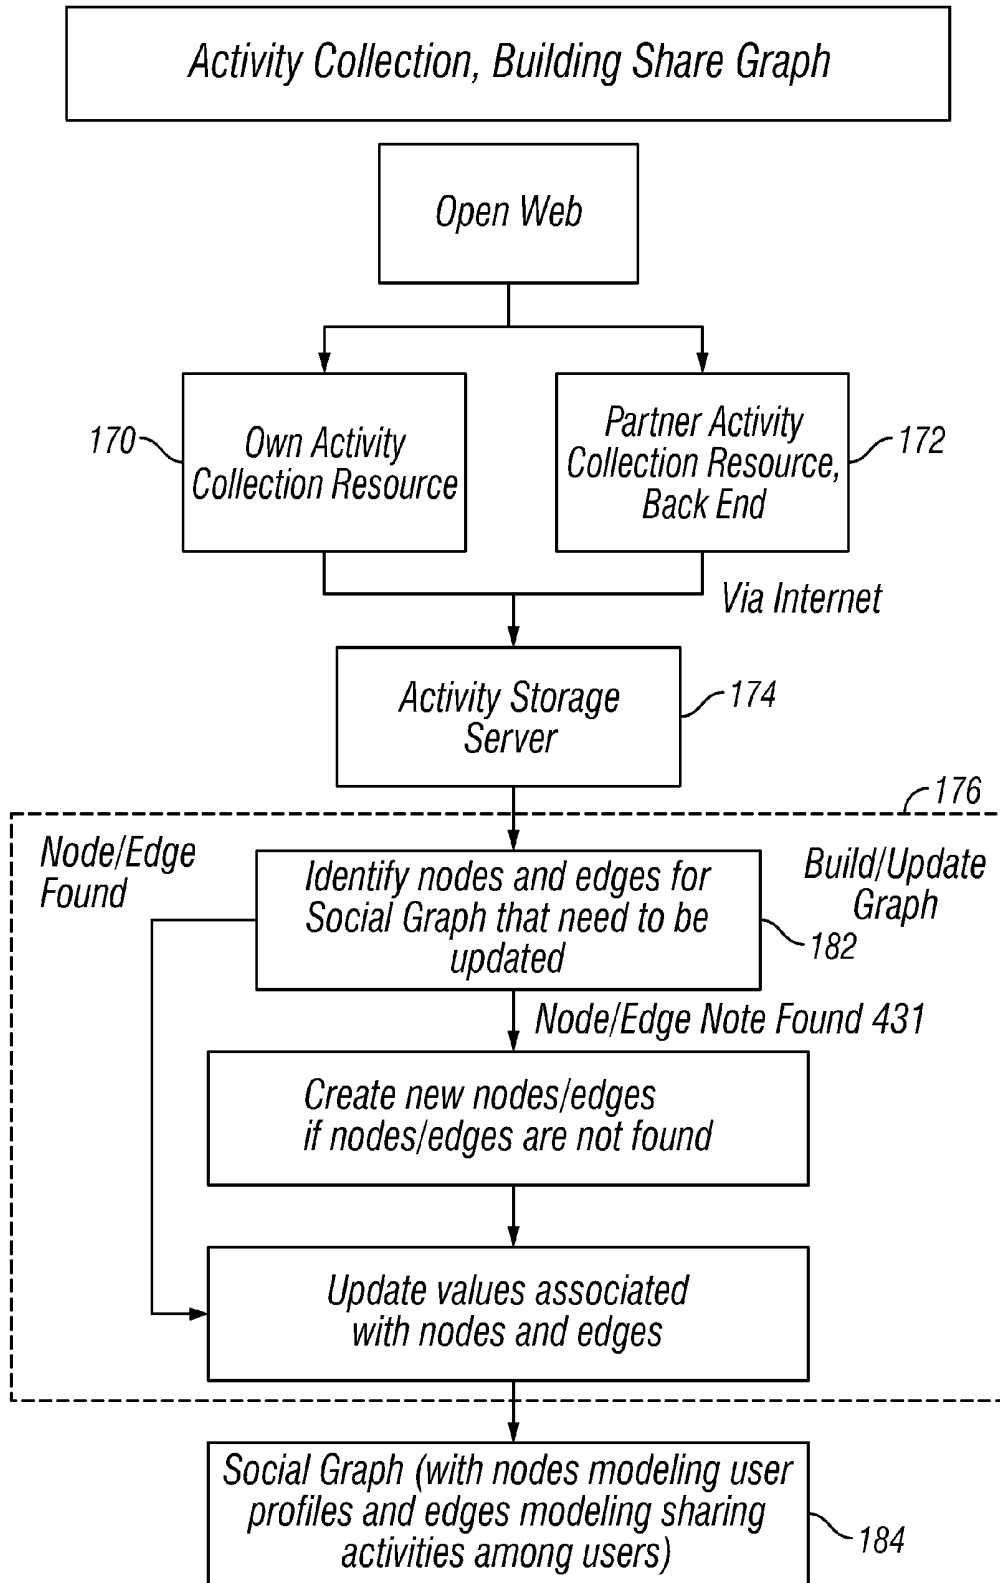 Activity Collection, Building Share Graph
Open Web
170
Own Activity
Collection Resource
Partner Activity
Collection Resource,
Back End
172
Via Internet
Activity Storage
Server
174
176
Node/Edge
Found
Identify nodes and edges for
Social Graph that need to be
updated
Build/Update
Graph
182
Node/Edge Note Found 431
Create new nodes/edges
if nodes/edges are not found
Update values associated
with nodes and edges
Social Graph (with nodes modeling user
profiles and edges modeling sharing
activities among users)
184